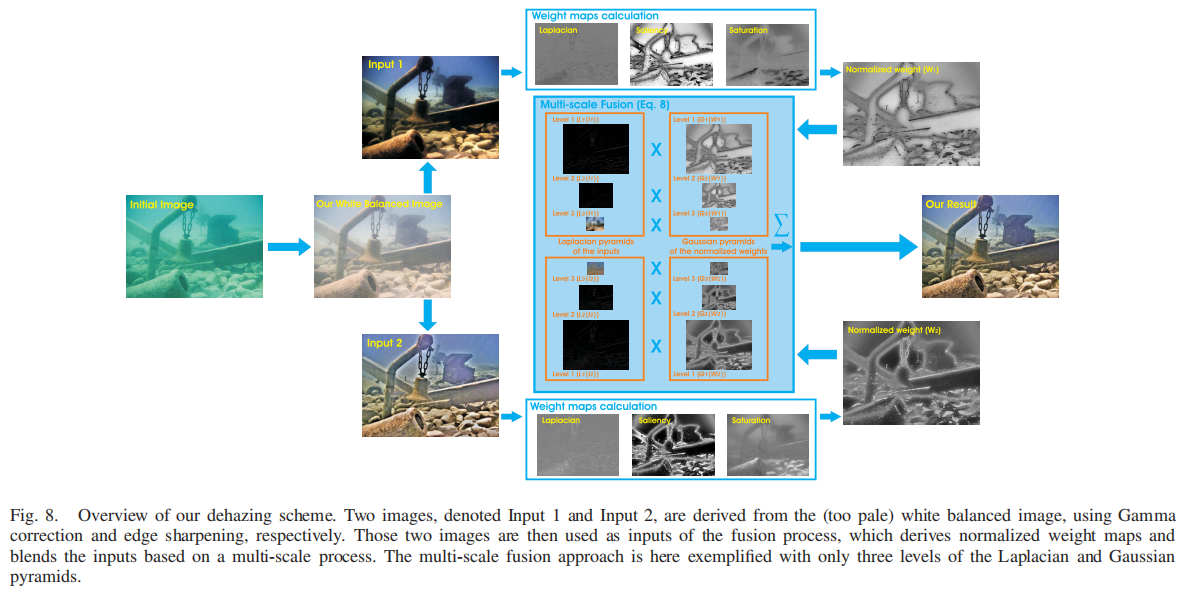 Weight maps calculation
Laplacian
Saliency
Saturation
Input 1
Normalized weight (W1)
Multi-scale Fusion (Eq. 8)
Level 1 (L1(I1))
X
Level 1 (G1(W1))
Level 2 (L2(I1))
X
Level 2 (G2(W1))
Level 3 (L3(I1))
X
Level 3 (G3(W1))
Initial Image
Our White Balanced Image
Our Result
Σ
Laplacian pyramids
of the inputs
Gaussian pyramids
of the normalized weights
X
Level 3 (L3(I2))
Level 3 (G3(W2))
X
Level 2 (L2(I2))
Level 2 (G2(W2))
X
Level 1 (L1(I2))
Level 1 (G1(W2))
Input 2
Normalized weight (W2)
Weight maps calculation
Laplacian
Saliency
Saturation
Fig. 8. Overview of our dehazing scheme. Two images, denoted Input 1 and Input 2, are derived from the (too pale) white balanced image, using Gamma
correction and edge sharpening, respectively. Those two images are then used as inputs of the fusion process, which derives normalized weight maps and
blends the inputs based on a multi-scale process. The multi-scale fusion approach is here exemplified with only three levels of the Laplacian and Gaussian
pyramids.